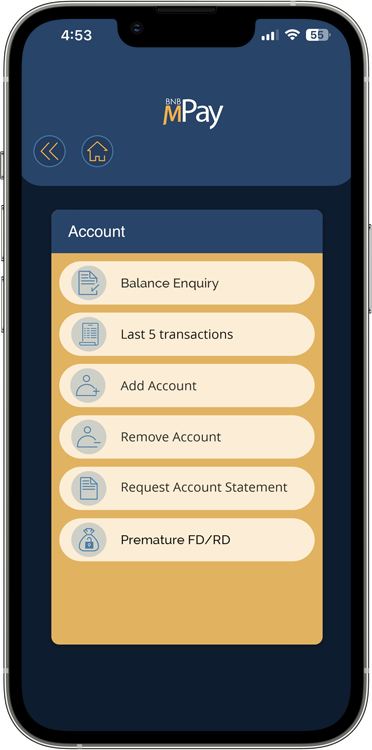 4:53
55
BNB
MPay
Account
Balance Enquiry
Last 5 transactions
Add Account
Remove Account
Request Account Statement
Premature FD/RD